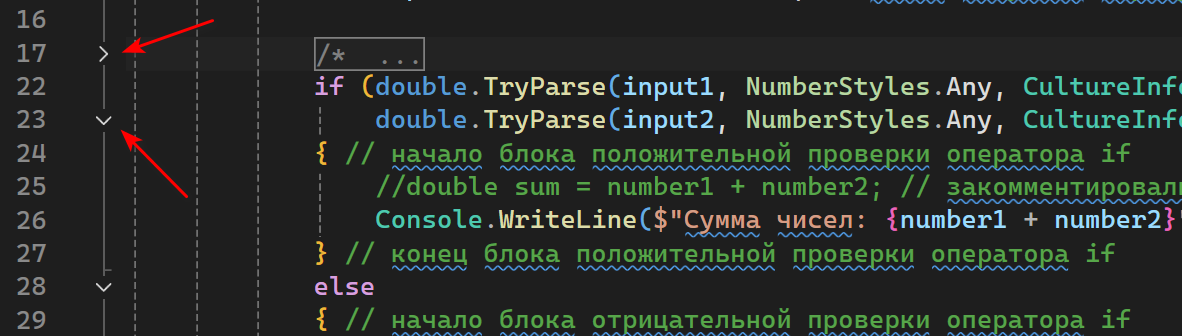 16
17 /* ...
22 if (double.TryParse(input1, NumberStyles.Any, CultureInfo
23 double.TryParse(input2, NumberStyles.Any, CultureInfo
24 { // начало блока положительной проверки оператора if
25 //double sum = number1 + number2; // закомментировали
26 Console.WriteLine($"Сумма чисел: {number1 + number2}"
27 } // конец блока положительной проверки оператора if
28 else
29 { // начало блока отрицательной проверки оператора if